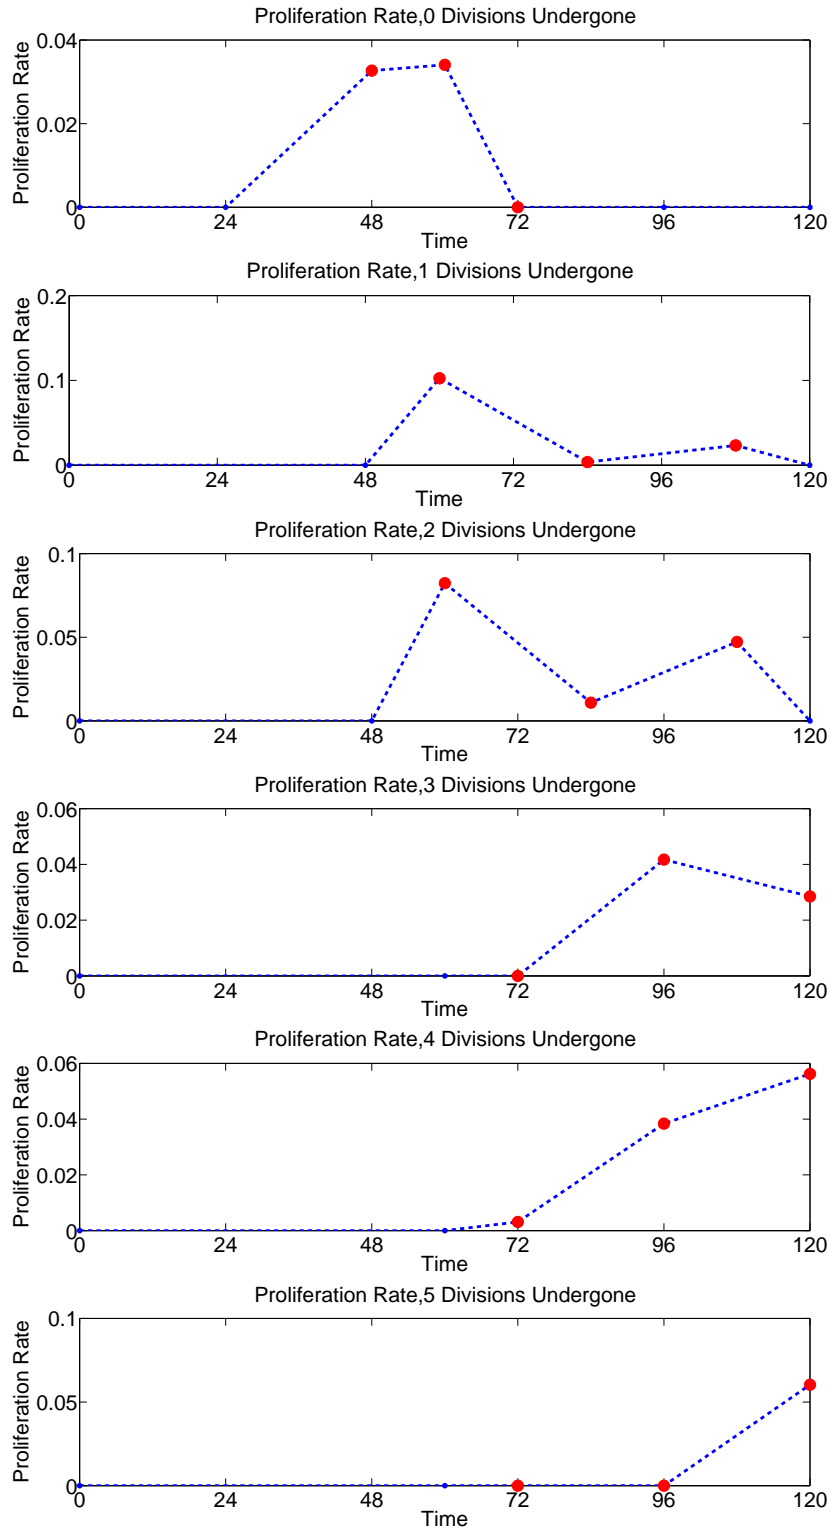 Proliferation Rate,0 Divisions Undergone
Proliferation Rate
0.04
0.02
0
0 24 48 72 96 120
Time
Proliferation Rate,1 Divisions Undergone
Proliferation Rate
0.2
0.1
0
0 24 48 72 96 120
Time
Proliferation Rate,2 Divisions Undergone
Proliferation Rate
0.1
0.05
0
0 24 48 72 96 120
Time
Proliferation Rate,3 Divisions Undergone
Proliferation Rate
0.06
0.04
0.02
0
0 24 48 72 96 120
Time
Proliferation Rate,4 Divisions Undergone
Proliferation Rate
0.06
0.04
0.02
0
0 24 48 72 96 120
Time
Proliferation Rate,5 Divisions Undergone
Proliferation Rate
0.1
0.05
0
0 24 48 72 96 120
Time